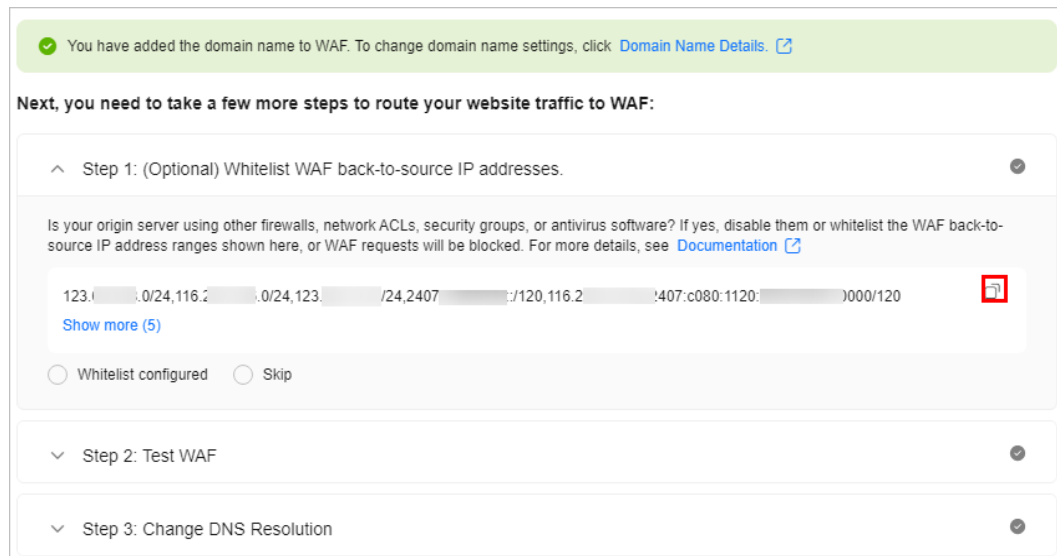 You have added the domain name to WAF. To change domain name settings, click Domain Name Details.
Next, you need to take a few more steps to route your website traffic to WAF:
Step 1: (Optional) Whitelist WAF back-to-source IP addresses.
Is your origin server using other firewalls, network ACLs, security groups, or antivirus software? If yes, disable them or whitelist the WAF back-to-
source IP address ranges shown here, or WAF requests will be blocked. For more details, see Documentation
123. .0/24,116.2 .0/24,123. /24,2407 ::/120,116.2 2407:c080:1120: 0000/120
Show more (5)
Whitelist configured Skip
Step 2: Test WAF
Step 3: Change DNS Resolution